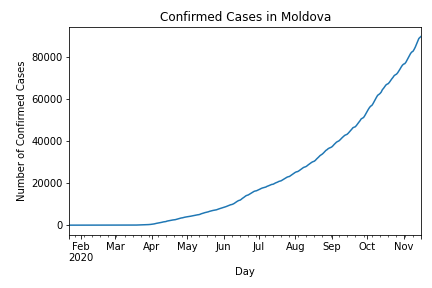 Confirmed Cases in Moldova
Number of Confirmed Cases
80000
60000
40000
20000
0
Feb Mar Apr May Jun Jul Aug Sep Oct Nov
2020
Day